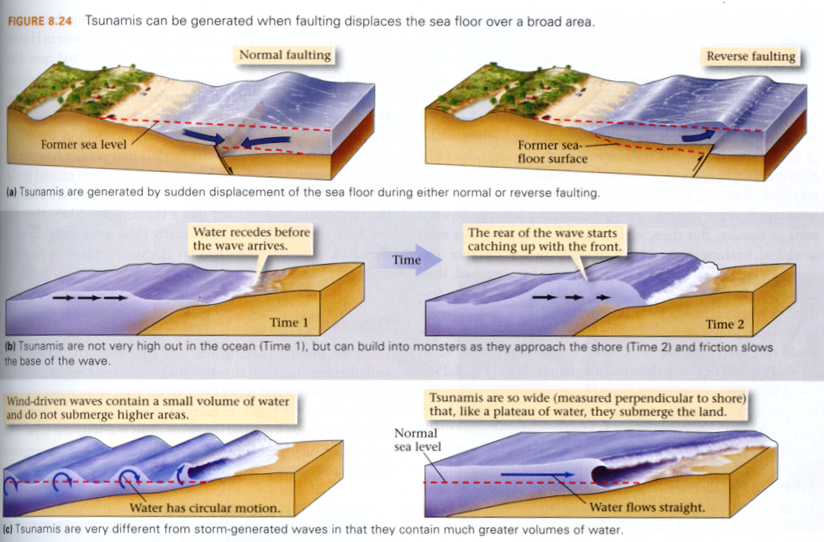 FIGURE 8.24 Tsunamis can be generated when faulting displaces the sea floor over a broad area.
Normal faulting
Reverse faulting
Former sea level
Former sea-
floor surface
(a) Tsunamis are generated by sudden displacement of the sea floor during either normal or reverse faulting.
Water recedes before
the wave arrives.
Time
The rear of the wave starts
catching up with the front.
Time 1
Time 2
(b) Tsunamis are not very high out in the ocean (Time 1), but can build into monsters as they approach the shore (Time 2) and friction slows
the base of the wave.
Wind-driven waves contain a small volume of water
and do not submerge higher areas.
Water has circular motion.
Tsunamis are so wide (measured perpendicular to shore)
that, like a plateau of water, they submerge the land.
Normal
sea level
Water flows straight.
(c) Tsunamis are very different from storm-generated waves in that they contain much greater volumes of water.